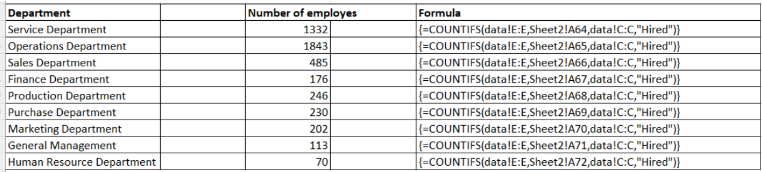 Department Number of employes Formula
Service Department 1332 {=COUNTIFS(data!E:E,Sheet2!A64,data!C:C,"Hired")}
Operations Department 1843 {=COUNTIFS(data!E:E,Sheet2!A65,data!C:C,"Hired")}
Sales Department 485 {=COUNTIFS(data!E:E,Sheet2!A66,data!C:C,"Hired")}
Finance Department 176 {=COUNTIFS(data!E:E,Sheet2!A67,data!C:C,"Hired")}
Production Department 246 {=COUNTIFS(data!E:E,Sheet2!A68,data!C:C,"Hired")}
Purchase Department 230 {=COUNTIFS(data!E:E,Sheet2!A69,data!C:C,"Hired")}
Marketing Department 202 {=COUNTIFS(data!E:E,Sheet2!A70,data!C:C,"Hired")}
General Management 113 {=COUNTIFS(data!E:E,Sheet2!A71,data!C:C,"Hired")}
Human Resource Department 70 {=COUNTIFS(data!E:E,Sheet2!A72,data!C:C,"Hired")}